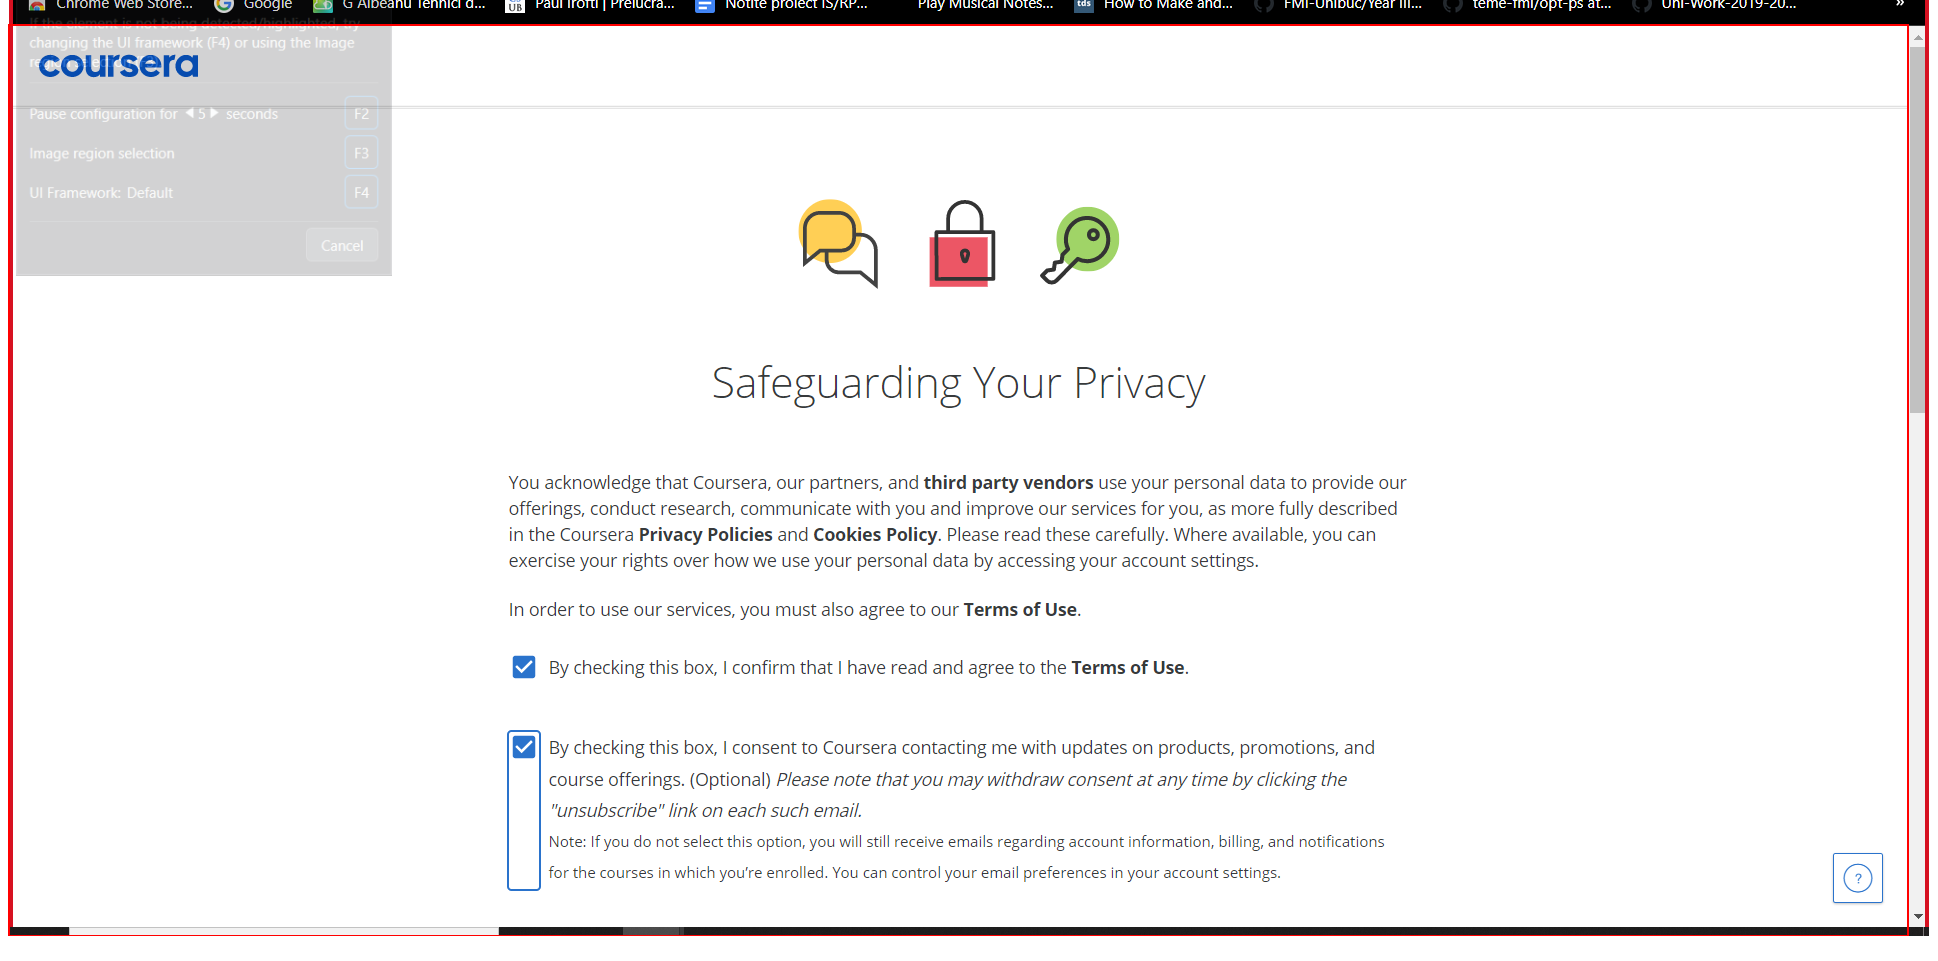 Chrome Web Store...
Google
G Albeanu Tehnici d...
UB
Paul Irofti | Prelucra...
Notite proiect IS/RP...
Play Musical Notes...
tds
How to Make and...
FMI-Unibuc/Year III...
teme-fmi/opt-ps at...
Uni-Work-2019-20...
»
If the element is not being detected/highlighted, try
changing the UI framework (F4) or using the Image
coursera
Pause configuration for 5 seconds F2
Image region selection F3
UI Framework: Default F4
Cancel
Safeguarding Your Privacy
You acknowledge that Coursera, our partners, and third party vendors use your personal data to provide our
offerings, conduct research, communicate with you and improve our services for you, as more fully described
in the Coursera Privacy Policies and Cookies Policy. Please read these carefully. Where available, you can
exercise your rights over how we use your personal data by accessing your account settings.
In order to use our services, you must also agree to our Terms of Use.
By checking this box, I confirm that I have read and agree to the Terms of Use.
By checking this box, I consent to Coursera contacting me with updates on products, promotions, and
course offerings. (Optional) Please note that you may withdraw consent at any time by clicking the
"unsubscribe" link on each such email.
Note: If you do not select this option, you will still receive emails regarding account information, billing, and notifications
for the courses in which you're enrolled. You can control your email preferences in your account settings.
?